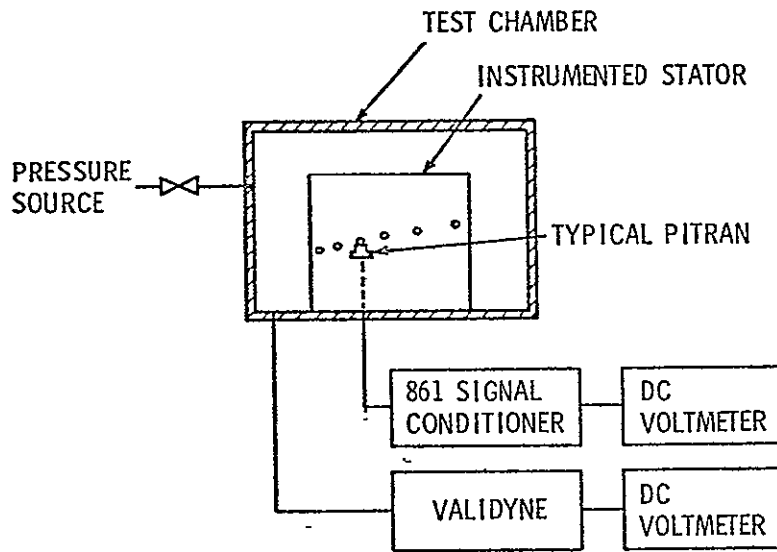 TEST CHAMBER
INSTRUMENTED STATOR
PRESSURE
SOURCE
TYPICAL PITRAN
861 SIGNAL
CONDITIONER
DC
VOLTMETER
VALIDYNE
DC
VOLTMETER